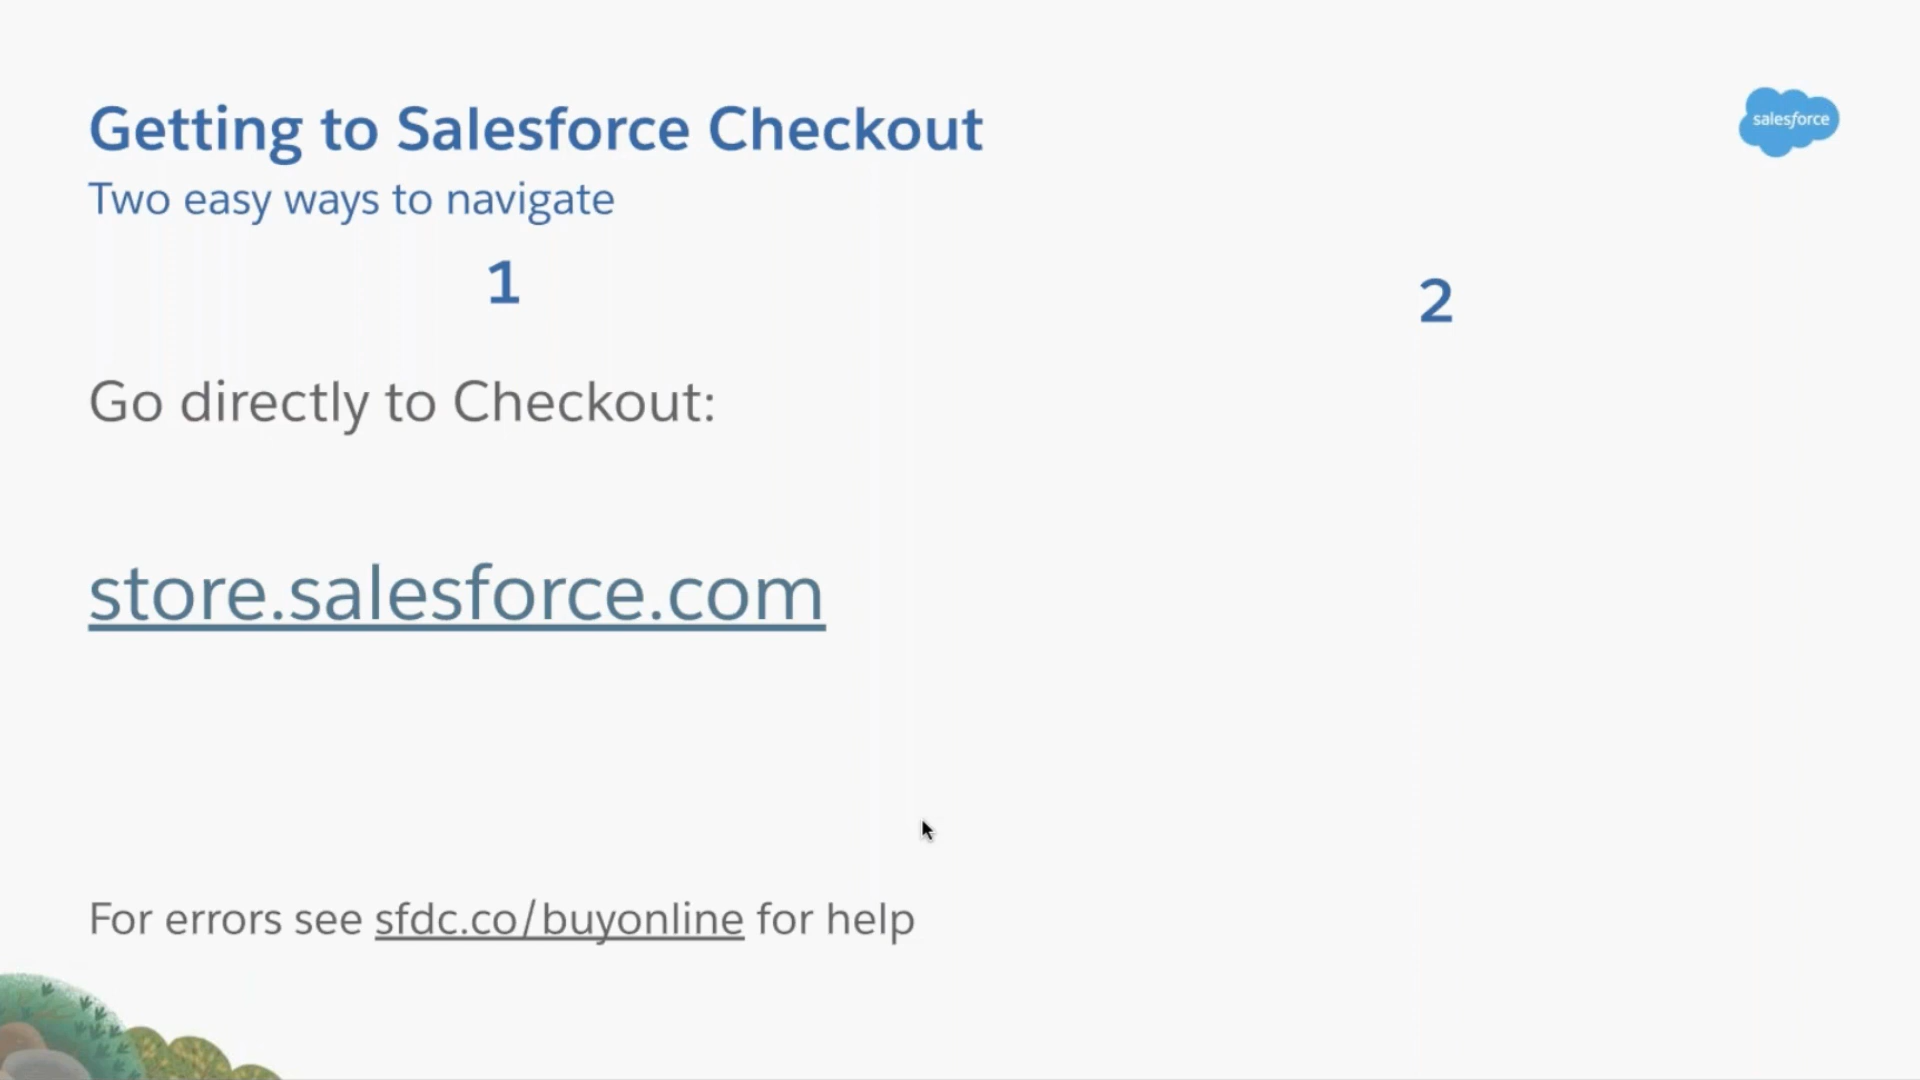 Getting to Salesforce Checkout
salesforce
Two easy ways to navigate
1
2
Go directly to Checkout:
store.salesforce.com
For errors see sfdc.co/buyonline for help